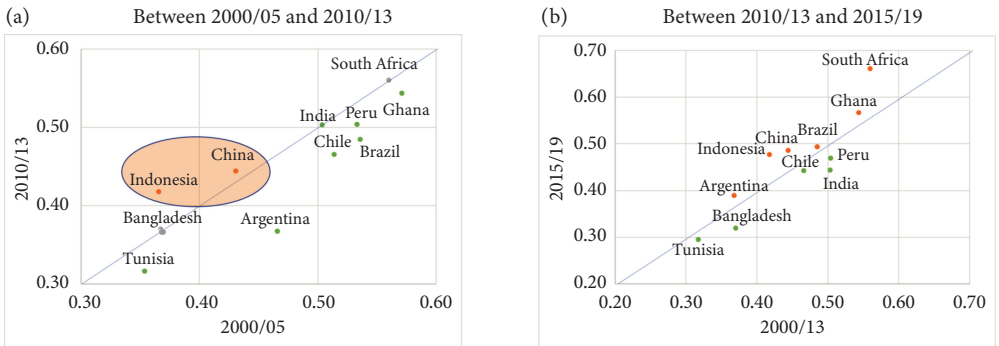 (a) Between 2000/05 and 2010/13
0.60
South Africa
Ghana
India
Peru
0.50
Chile
Brazil
China
Indonesia
0.40
Bangladesh
Argentina
Tunisia
0.30
0.30 0.40 0.50 0.60
2000/05
2010/13
(b) Between 2010/13 and 2015/19
0.70
South Africa
0.60
Ghana
Brazil
China
0.50
Indonesia
Peru
Chile
India
0.40
Argentina
Bangladesh
0.30
Tunisia
0.20
0.20 0.30 0.40 0.50 0.60 0.70
2000/13
2015/19